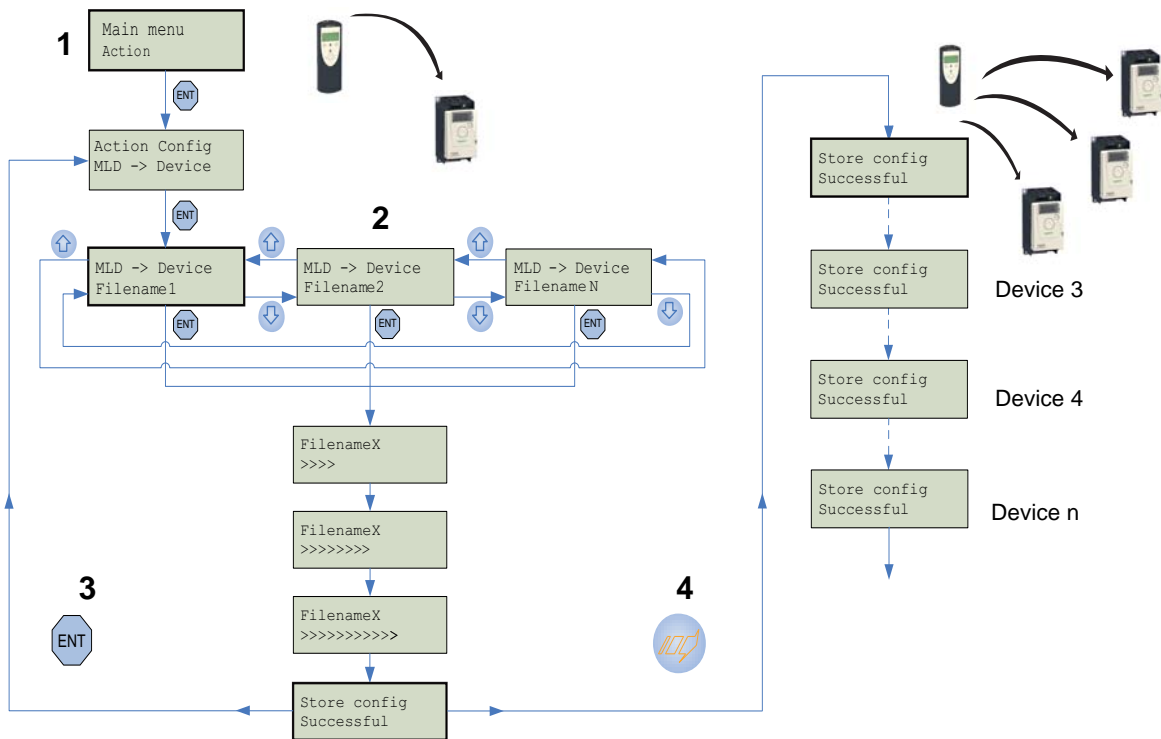 1
Main menu
Action
ENT
Action Config
MLD -> Device
ENT
2
MLD -> Device
Filename1
MLD -> Device
Filename2
MLD -> Device
Filename N
ENT
ENT
ENT
FilenameX
>>>>
FilenameX
>>>>>>>>
FilenameX
>>>>>>>>>>>>
3
ENT
4
Store config
Successful
Store config
Successful
Store config
Successful
Device 3
Store config
Successful
Device 4
Store config
Successful
Device n